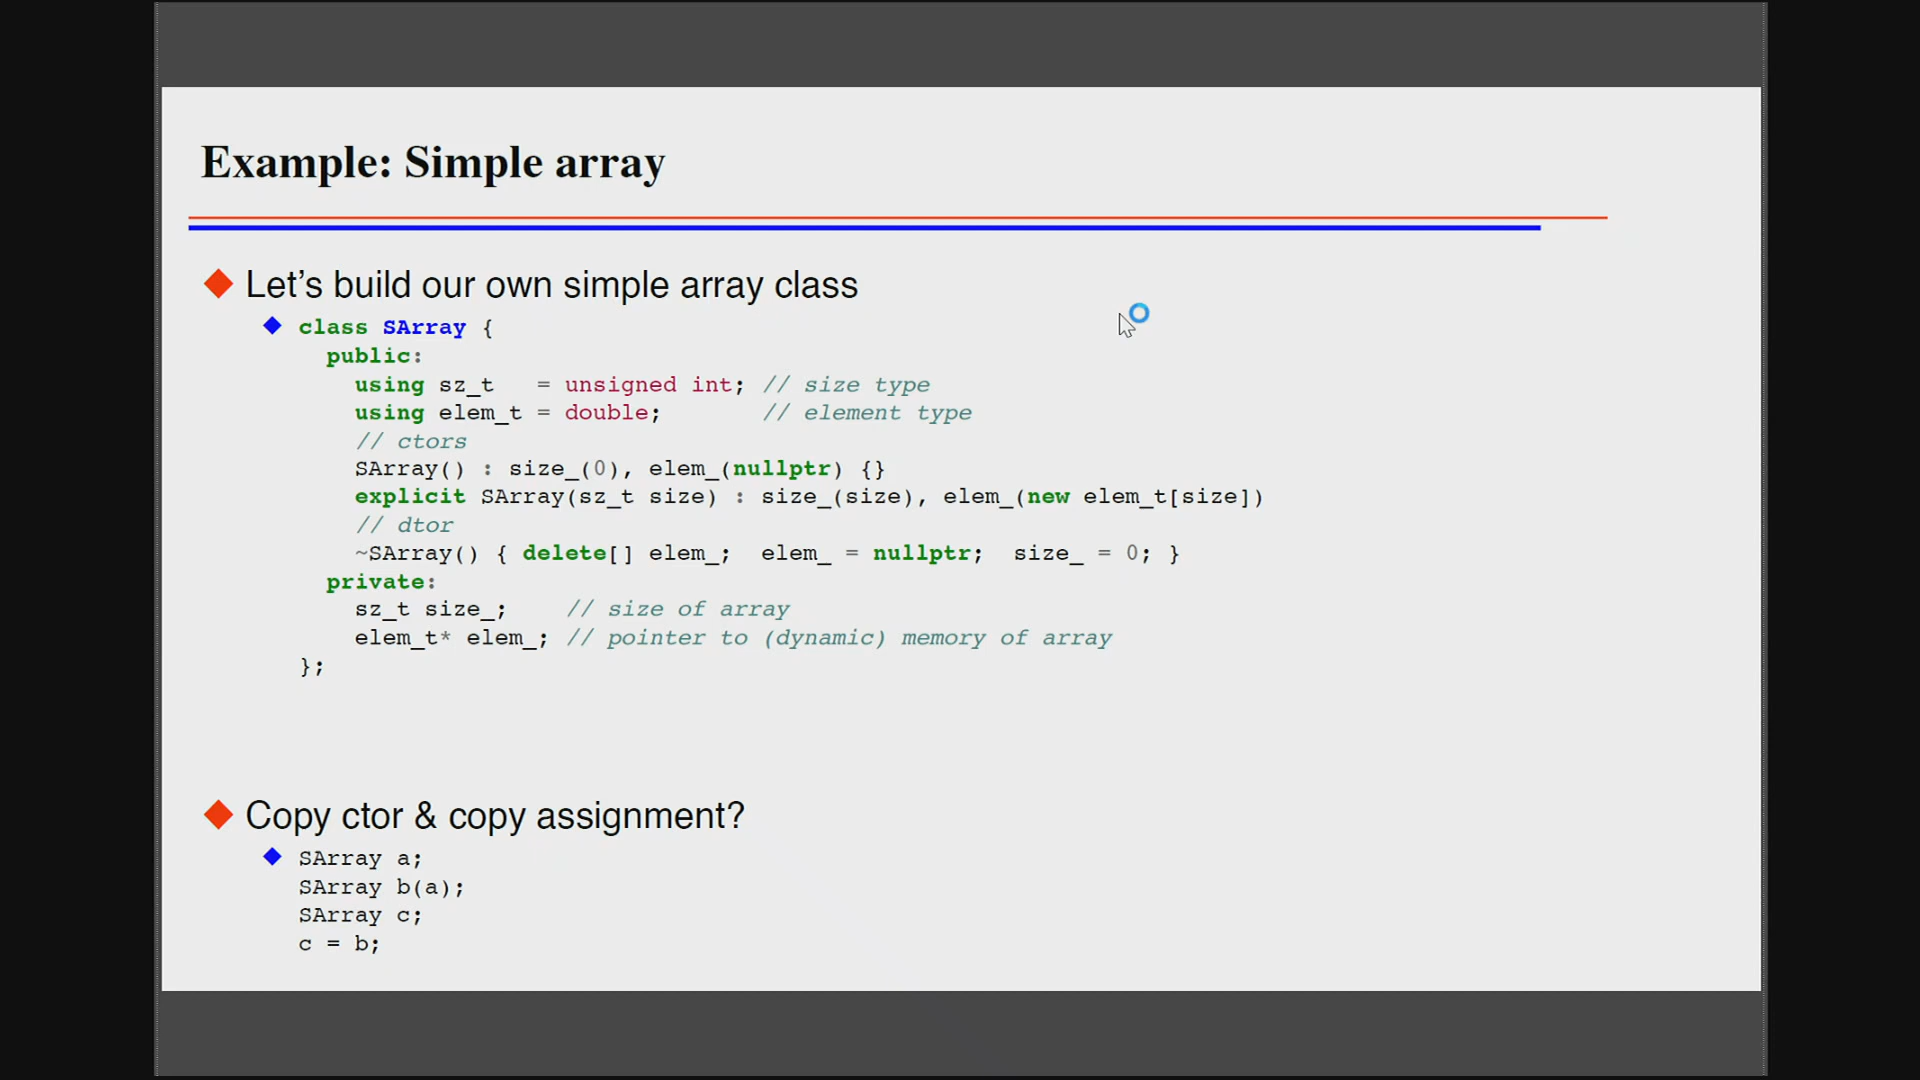 Example: Simple array
Let’s build our own simple array class
class SArray {
public:
using sz_t   = unsigned int; // size type
using elem_t = double;       // element type
// ctors
SArray() : size_(0), elem_(nullptr) {}
explicit SArray(sz_t size) : size_(size), elem_(new elem_t[size])
// dtor
~SArray() { delete[] elem_;  elem_ = nullptr;  size_ = 0; }
private:
sz_t size_;    // size of array
elem_t* elem_; // pointer to (dynamic) memory of array
};
Copy ctor & copy assignment?
SArray a;
SArray b(a);
SArray c;
c = b;